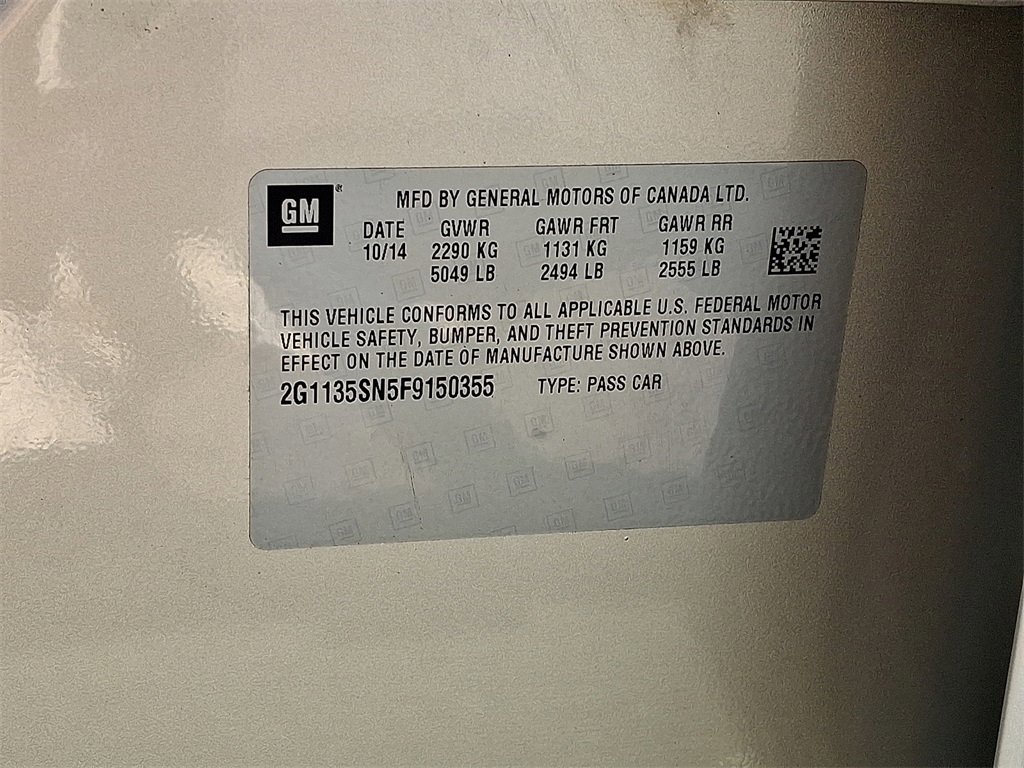 GM
MFD BY GENERAL MOTORS OF CANADA LTD.
DATE GVWR GAWR FRT GAWR RR
10/14 2290 KG 1131 KG 1159 KG
5049 LB 2494 LB 2555 LB
THIS VEHICLE CONFORMS TO ALL APPLICABLE U.S. FEDERAL MOTOR
VEHICLE SAFETY, BUMPER, AND THEFT PREVENTION STANDARDS IN
EFFECT ON THE DATE OF MANUFACTURE SHOWN ABOVE.
2G1135SN5F9150355 TYPE: PASS CAR